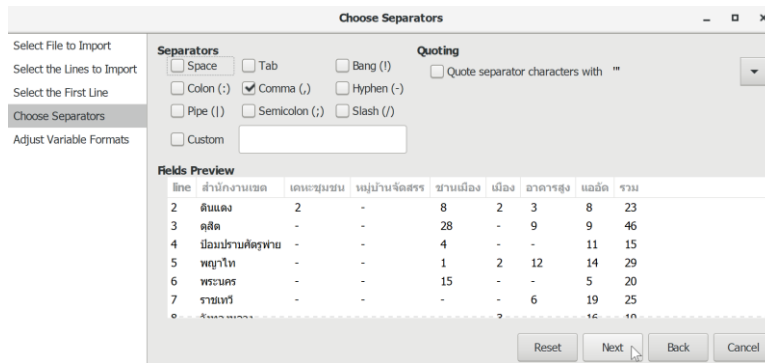 Choose Separators
Select File to Import
Select the Lines to Import
Select the First Line
Choose Separators
Adjust Variable Formats
Separators
Space Tab Bang (!)
Colon (:) Comma (,) Hyphen (-)
Pipe (|) Semicolon (;) Slash (/)
Custom
Quoting
Quote separator characters with '"
Fields Preview
line สำนักงานเขต เคหะชุมชน หมู่บ้านจัดสรร ชานเมือง เมือง อาคารสูง แออัด รวม
2 ดินแดง 2 - 8 2 3 8 23
3 ดุสิต - - 28 - 9 9 46
4 ป้อมปราบศัตรูพ่าย - - 4 - - 11 15
5 พญาไท - - 1 2 12 14 29
6 พระนคร - - 15 - - 5 20
7 ราชเทวี - - - - 6 19 25
8 - - - 3 - 16 19
Reset Next Back Cancel